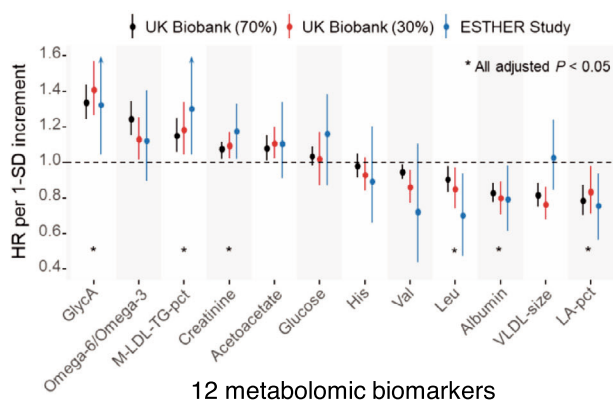 UK Biobank (70%) UK Biobank (30%) ESTHER Study
* All adjusted P < 0.05
HR per 1-SD increment
1.6
1.4
1.2
1.0
0.8
0.6
0.4
* * * * * *
GlycA
Omega-6/Omega-3
M-LDL-TG-pct
Creatinine
Acetoacetate
Glucose
His
Val
Leu
Albumin
VLDL-size
LA-pct
12 metabolomic biomarkers